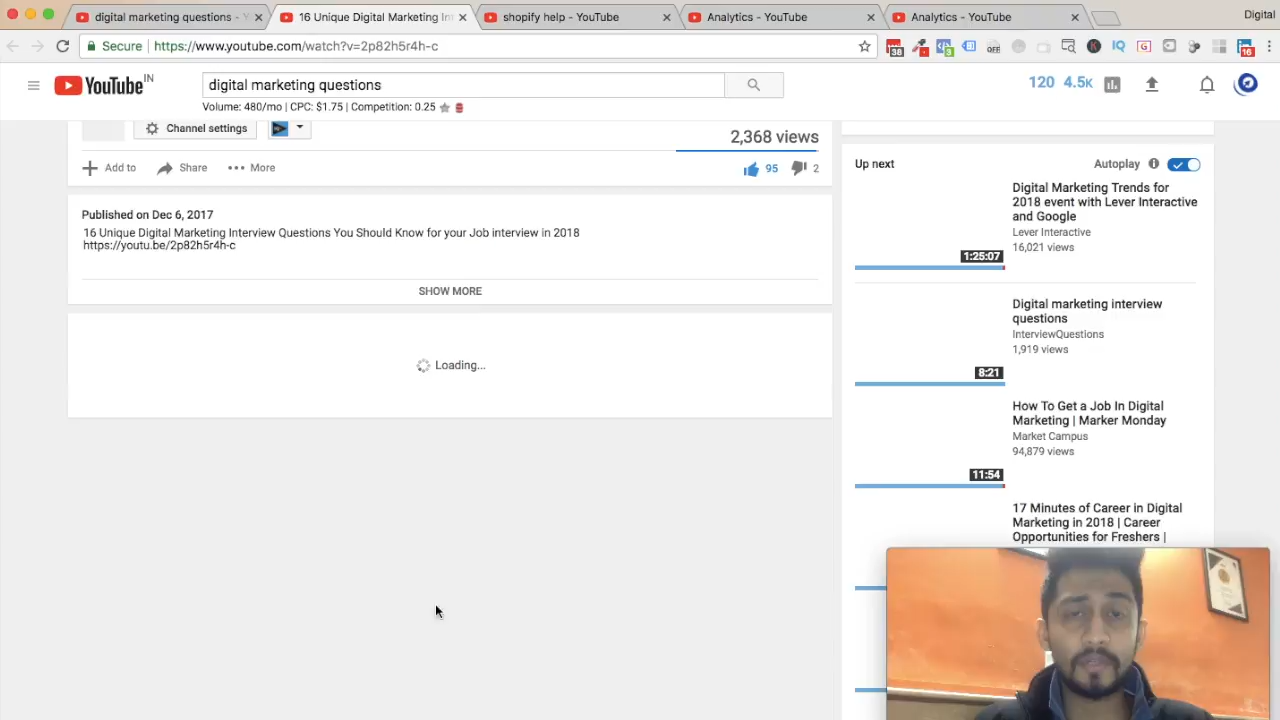 digital marketing questions - Y
16 Unique Digital Marketing In
shopify help - YouTube
Analytics - YouTube
Analytics - YouTube
Digital
Secure
https://www.youtube.com/watch?v=2p82h5r4h-c
38
OFF
3
IQ
G
K
16
YouTube IN
digital marketing questions
120 4.5K
Volume: 480/mo | CPC: $1.75 | Competition: 0.25
Channel settings
2,368 views
Add to
Share
More
95
2
Published on Dec 6, 2017
16 Unique Digital Marketing Interview Questions You Should Know for your Job interview in 2018
https://youtu.be/2p82h5r4h-c
SHOW MORE
Loading...
Up next
Autoplay
Digital Marketing Trends for
2018 event with Lever Interactive
and Google
Lever Interactive
16,021 views
1:25:07
Digital marketing interview
questions
InterviewQuestions
1,919 views
8:21
How To Get a Job In Digital
Marketing | Marker Monday
Market Campus
94,879 views
11:54
17 Minutes of Career in Digital
Marketing in 2018 | Career
Opportunities for Freshers |